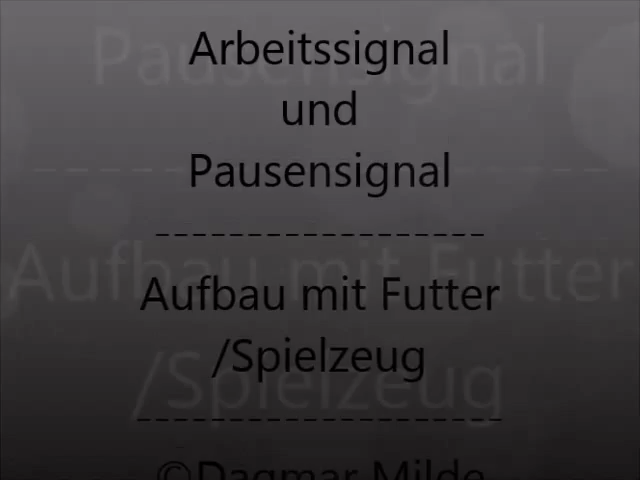 Arbeitssignal
und
Pausensignal
------------------
Aufbau mit Futter
/Spielzeug
--------------------
©Dagmar Milde